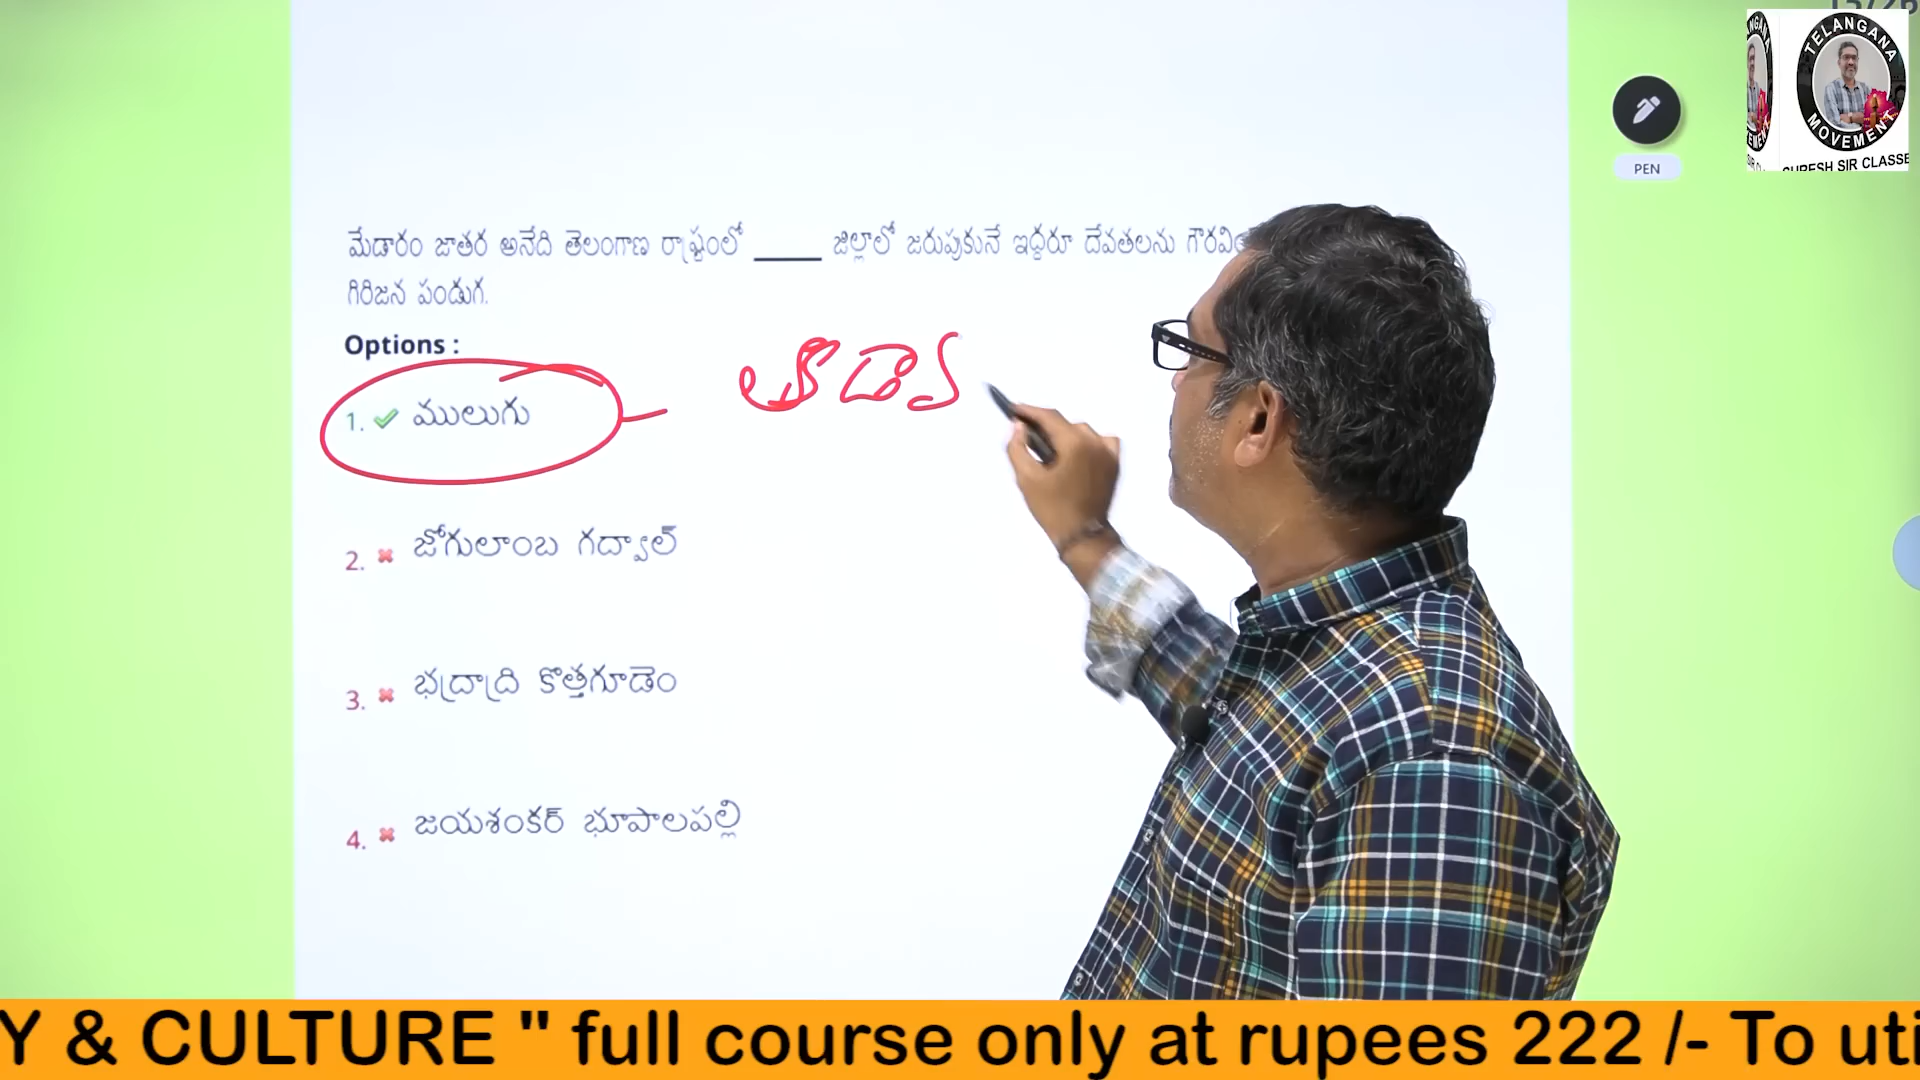 TELANGANA
MOVEMENT
SURESH SIR CLASSE
PEN
మేడారం జాతర అనేది తెలంగాణ రాష్ట్రంలో _____ జిల్లాలో జరుపుకునే ఇద్దరూ దేవతలను
గిరిజన పండుగ.
Options :
1. ములుగు
తాడ్వా
2. జోగులాంబ గద్వాల్
3. భద్రాద్రి కొత్తగూడెం
4. జయశంకర్ భూపాలపల్లి
Y & CULTURE " full course only at rupees 222 /- To uti